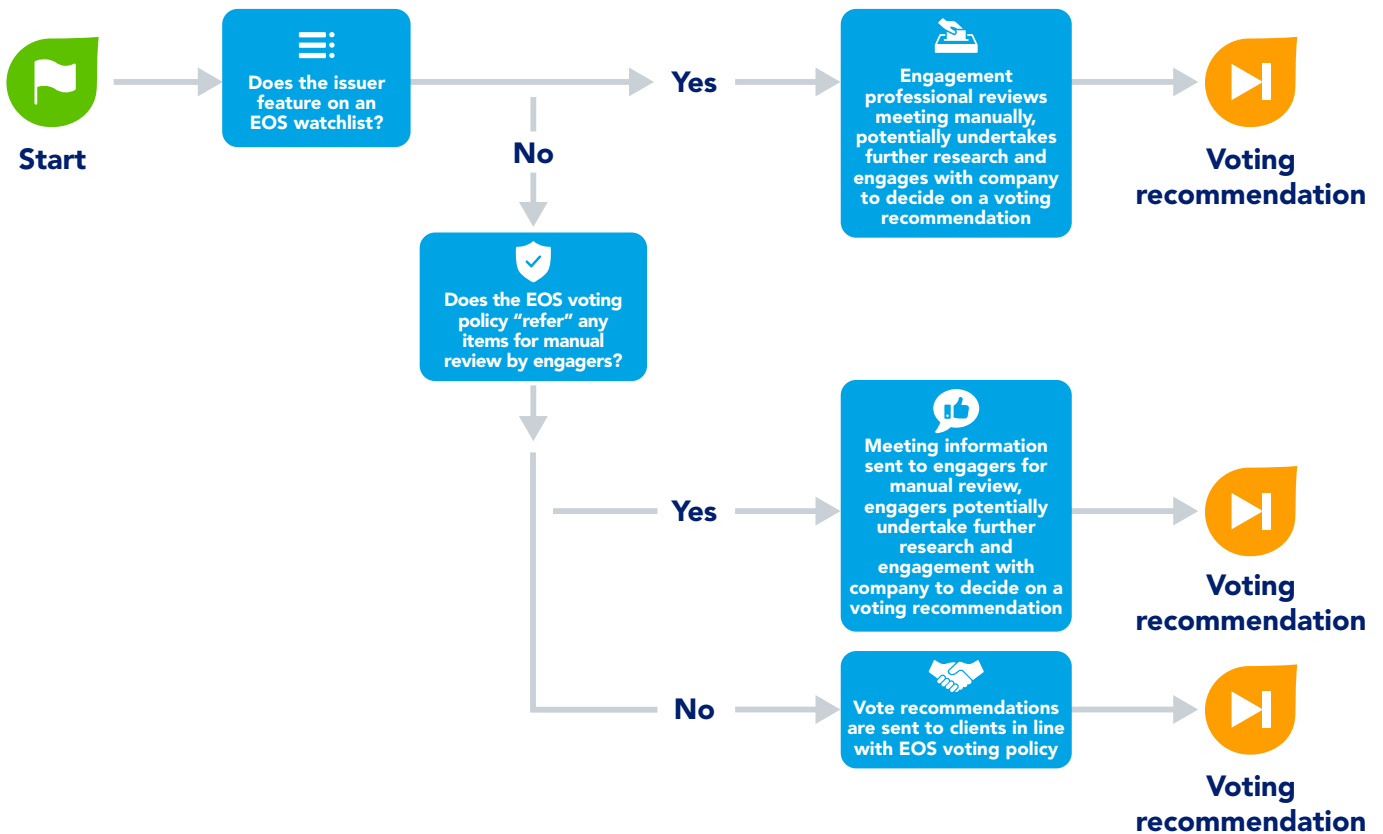 Start
Does the issuer
feature on an
EOS watchlist?
Yes
Engagement
professional reviews
meeting manually,
potentially undertakes
further research and
engages with company
to decide on a voting
recommendation
Voting
recommendation
No
Does the EOS voting
policy “refer” any
items for manual
review by engagers?
Yes
Meeting information
sent to engagers for
manual review,
engagers potentially
undertake further
research and
engagement with
company to decide on a
voting recommendation
Voting
recommendation
No
Vote recommendations
are sent to clients in line
with EOS voting policy
Voting
recommendation